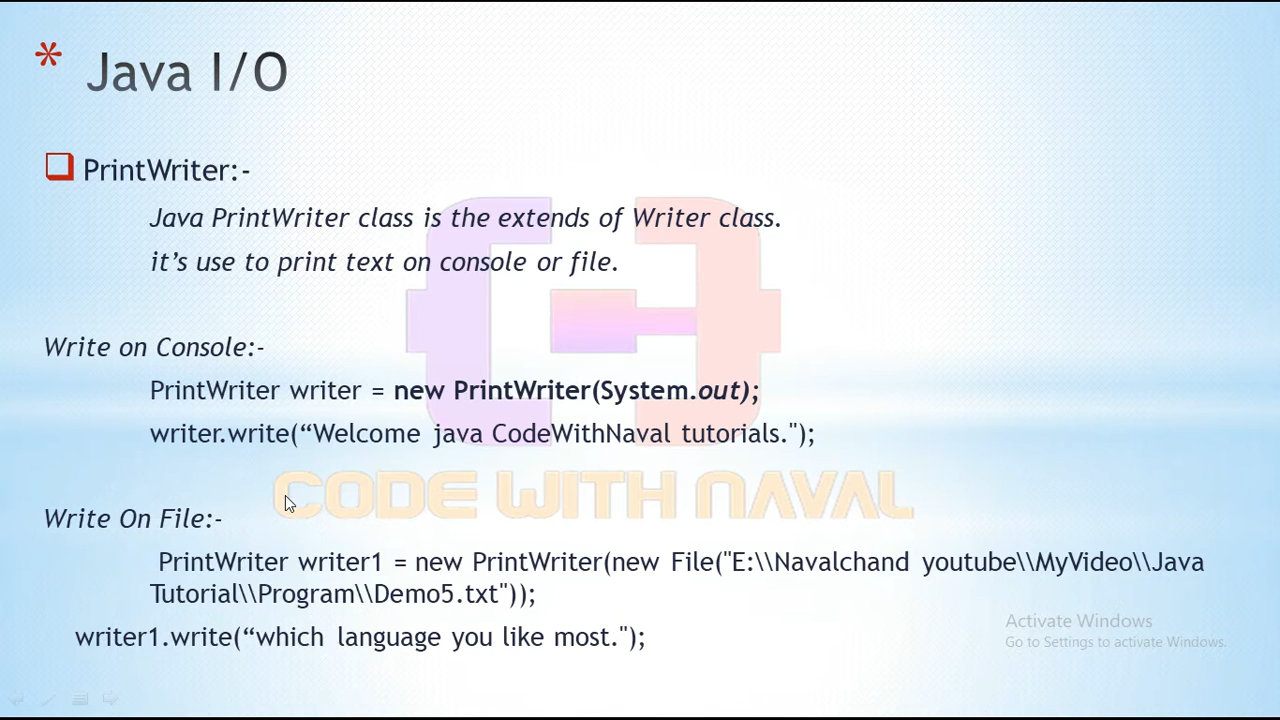 * Java I/O
❑ PrintWriter:-
Java PrintWriter class is the extends of Writer class.
it’s use to print text on console or file.
Write on Console:-
PrintWriter writer = new PrintWriter(System.out);
writer.write(“Welcome java CodeWithNaval tutorials.");
CODE WITH NAVAL
Write On File:-
PrintWriter writer1 = new PrintWriter(new File("E:\\Navalchand youtube\\MyVideo\\Java
Tutorial\\Program\\Demo5.txt"));
writer1.write(“which language you like most.");
Activate Windows
Go to Settings to activate Windows.